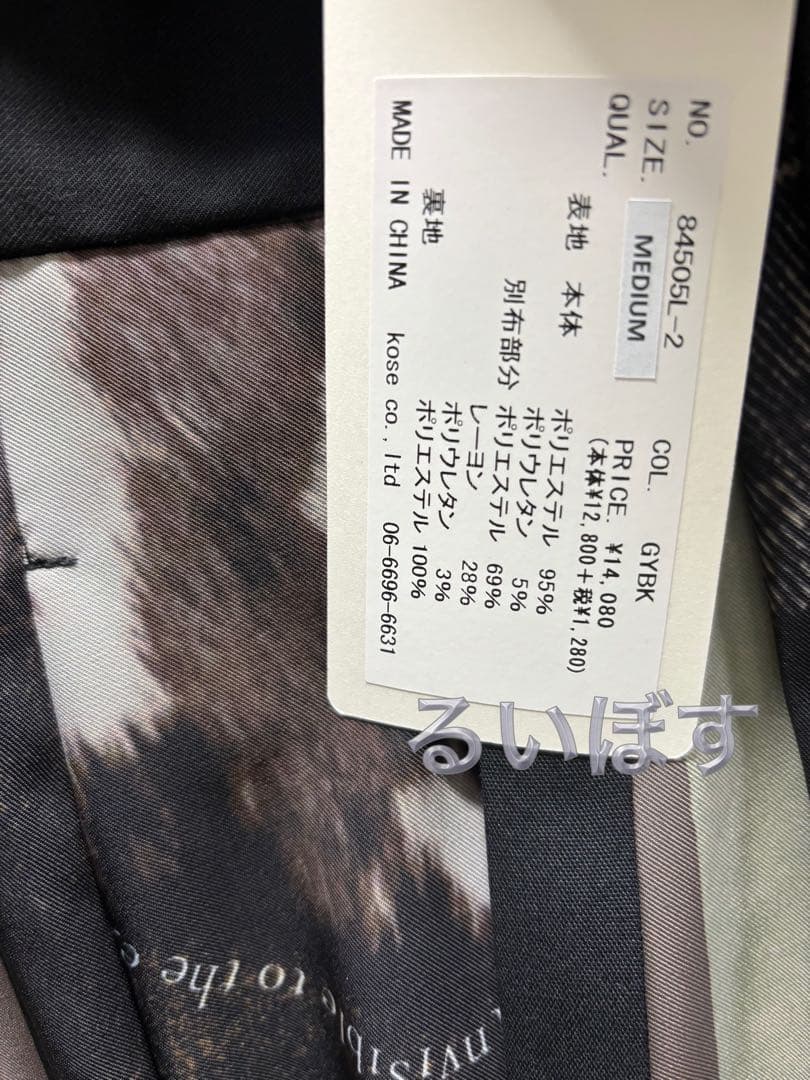 NO. 84505L-2 COL. GYBK
SIZE. MEDIUM PRICE. ¥14,080
QUAL. (本体¥12,800+税¥1,280)
表地 本体 ポリエステル 95%
ポリウレタン 5%
別布部分 ポリエステル 69%
レーヨン 28%
ポリウレタン 3%
裏地 ポリエステル 100%
MADE IN CHINA kose co.,ltd 06-6696-6631
るいぼす
to the
invisible